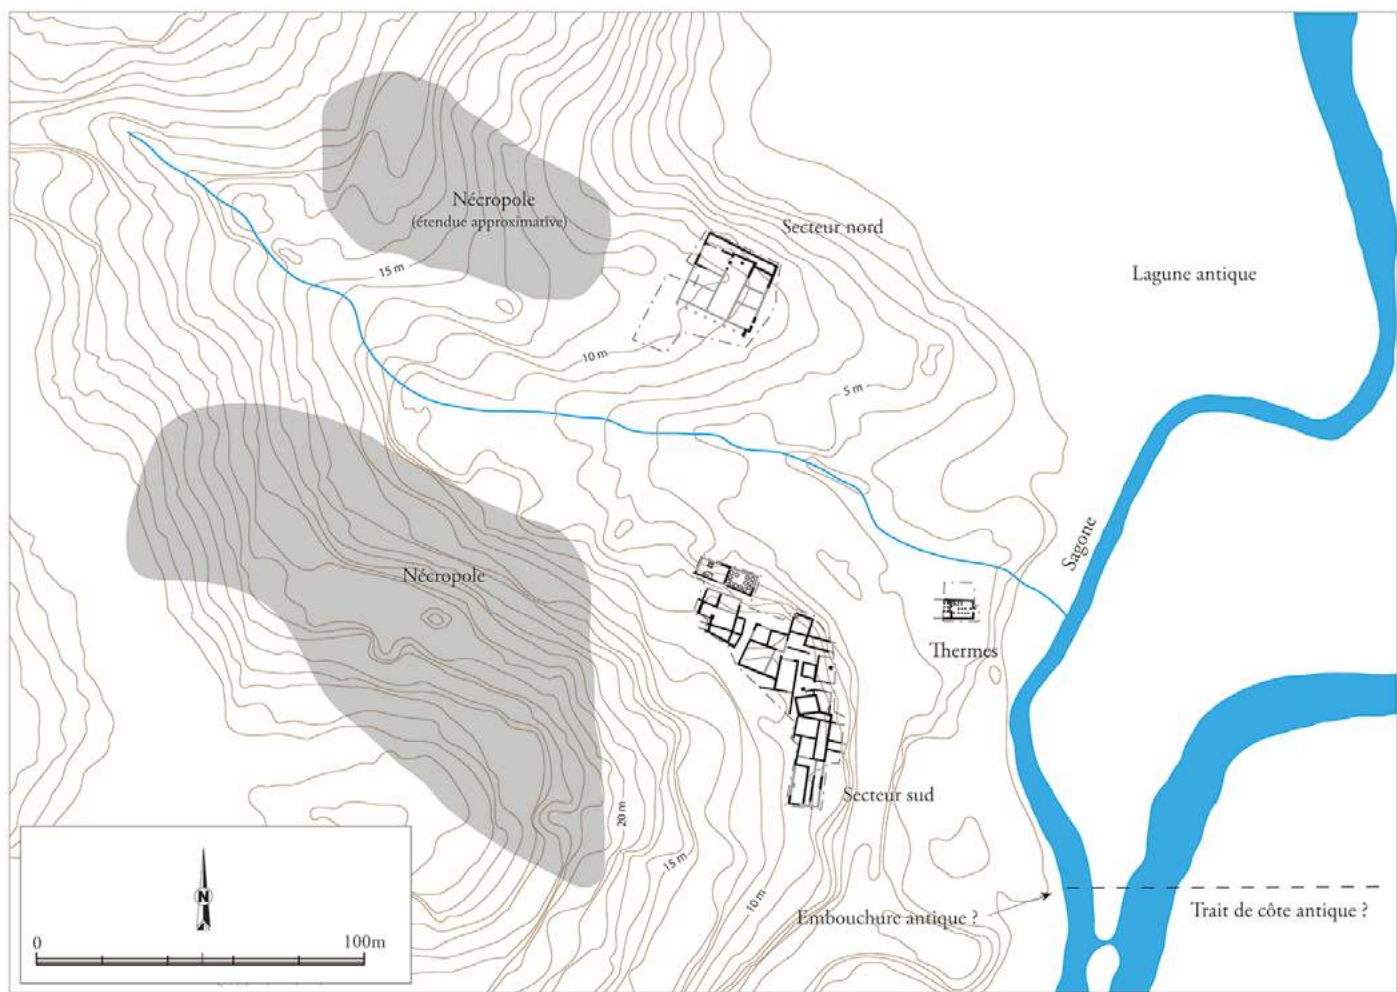 Nécropole
(étendue approximative)
Secteur nord
Lagune antique
15 m
10 m
5 m
Sagone
Nécropole
Thermes
Secteur sud
20 m
15 m
10 m
Embouchure antique ?
Trait de côte antique ?
N
0
100m